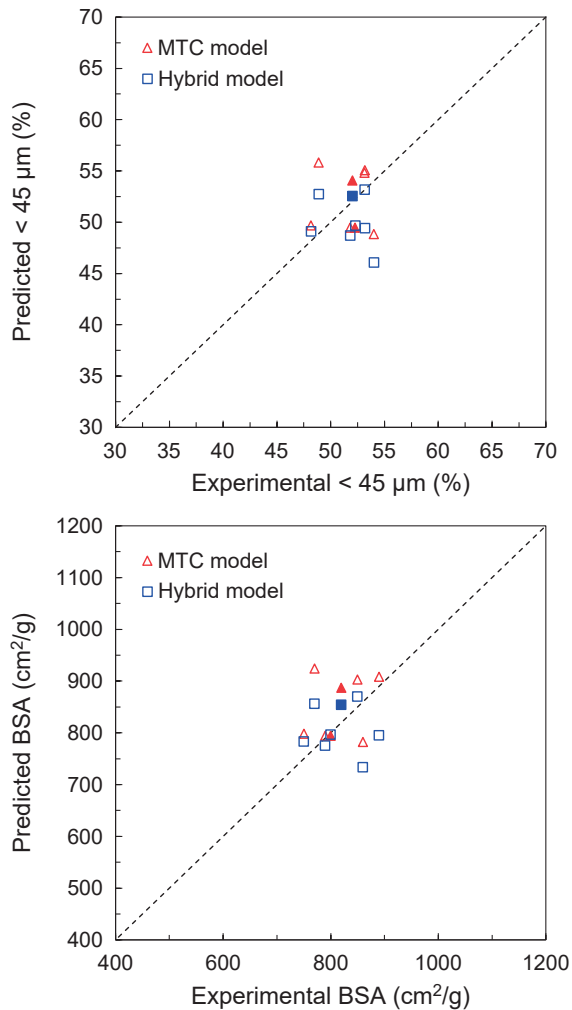 70
65
60
55
50
45
40
35
30
Predicted < 45 µm (%)
MTC model
Hybrid model
30 35 40 45 50 55 60 65 70
Experimental < 45 µm (%)
1200
1100
1000
900
800
700
600
500
400
Predicted BSA (cm²/g)
MTC model
Hybrid model
400 600 800 1000 1200
Experimental BSA (cm²/g)